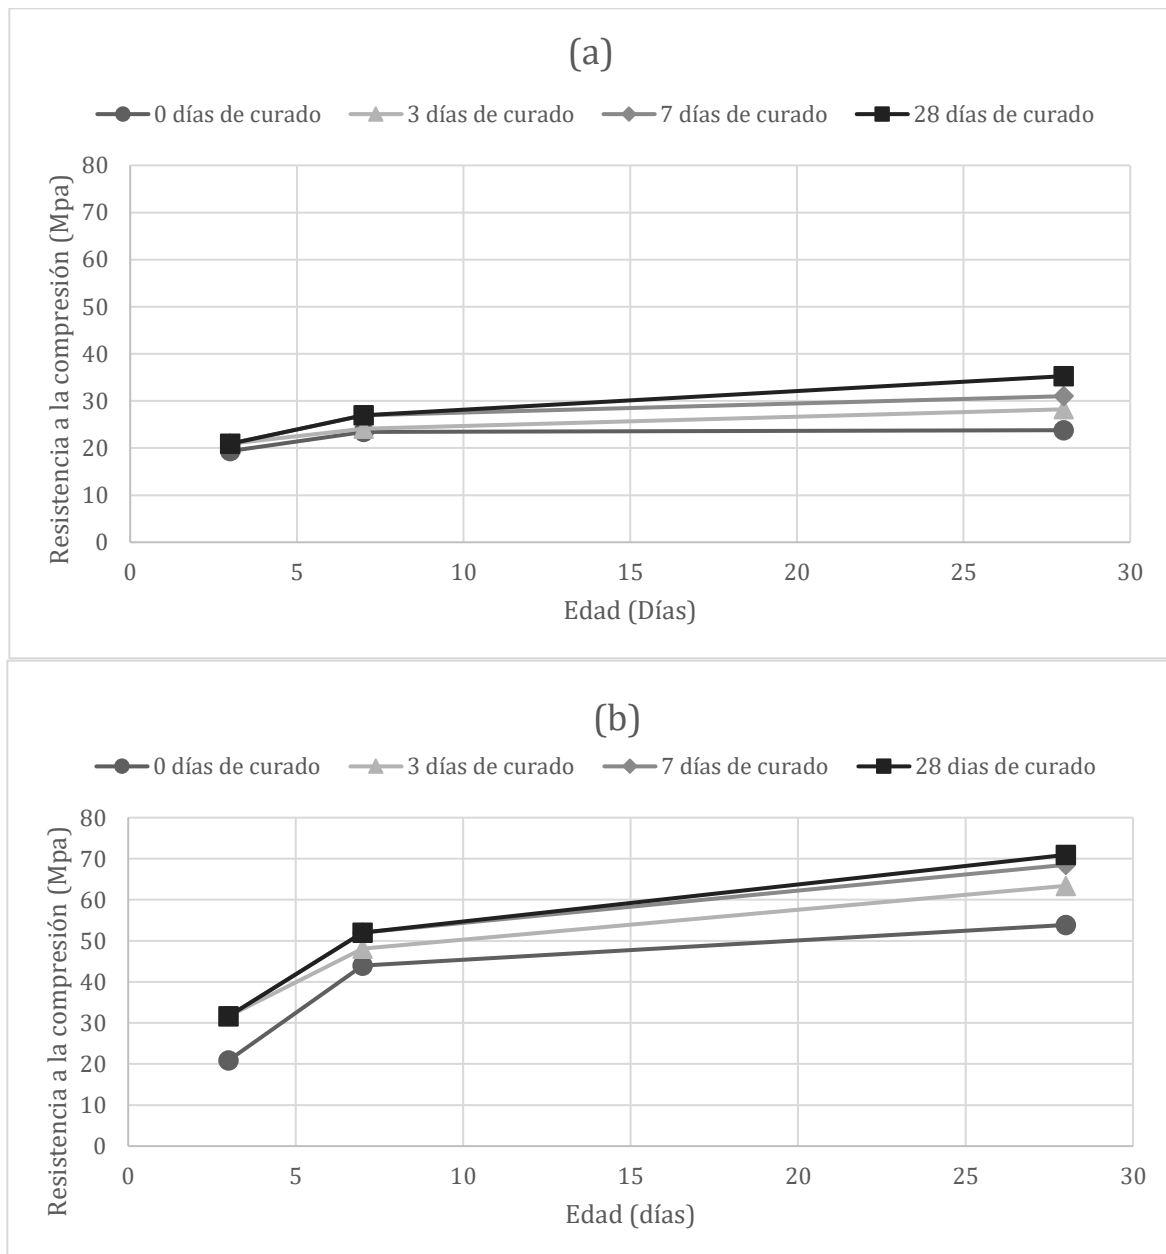 (a)
0 días de curado 3 días de curado 7 días de curado 28 días de curado
Resistencia a la compresión (Mpa)
80
70
60
50
40
30
20
10
0
0 5 10 15 20 25 30
Edad (Días)
(b)
0 días de curado 3 días de curado 7 días de curado 28 dias de curado
Resistencia a la compresión (Mpa)
80
70
60
50
40
30
20
10
0
0 5 10 15 20 25 30
Edad (días)